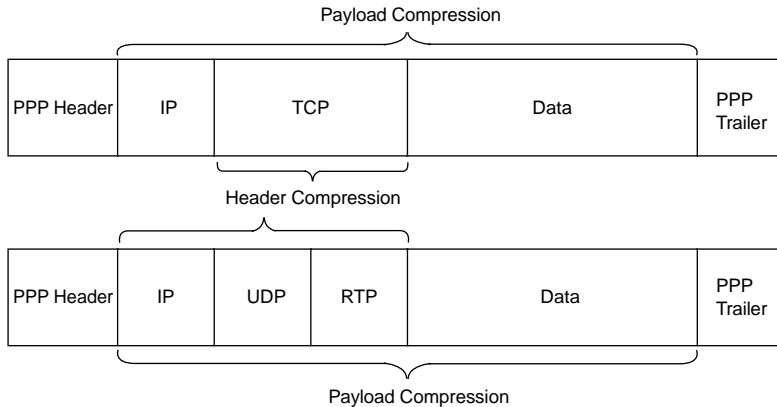 Payload Compression
PPP Header
IP
TCP
Data
PPP
Trailer
Header Compression
PPP Header
IP
UDP
RTP
Data
PPP
Trailer
Payload Compression